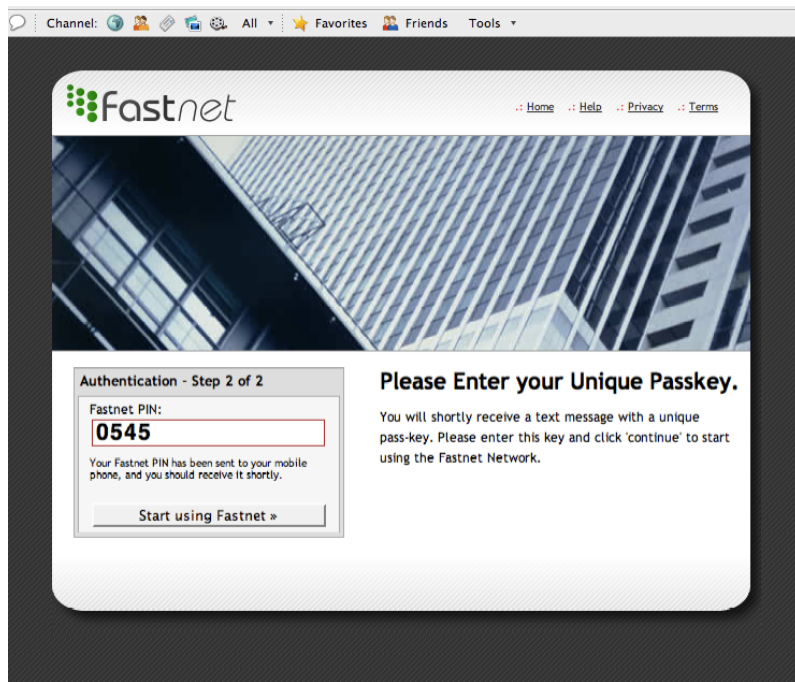 Channel: All Favorites Friends Tools
Fastnet
.: Home .: Help .: Privacy .: Terms
Authentication - Step 2 of 2
Fastnet PIN:
0545
Your Fastnet PIN has been sent to your mobile
phone, and you should receive it shortly.
Start using Fastnet »
Please Enter your Unique Passkey.
You will shortly receive a text message with a unique
pass-key. Please enter this key and click 'continue' to start
using the Fastnet Network.